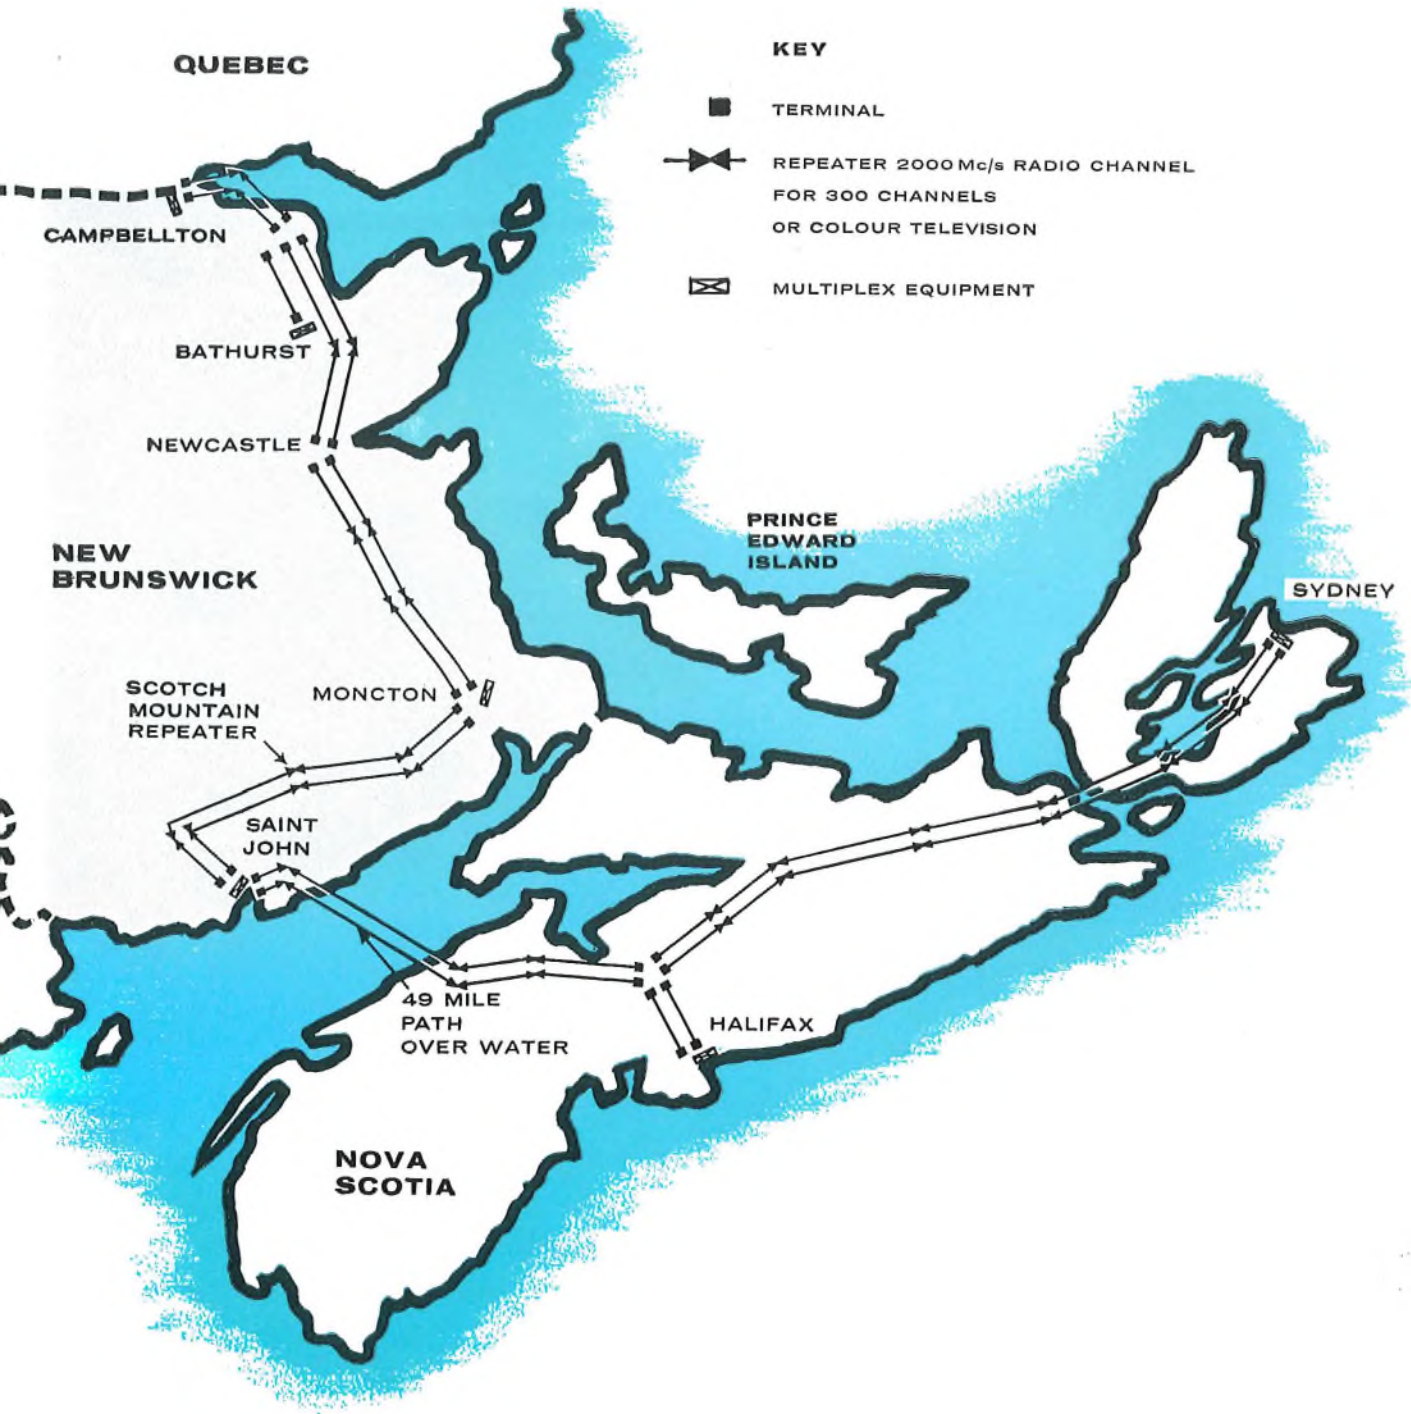 QUEBEC
KEY
TERMINAL
REPEATER 2000 Mc/s RADIO CHANNEL
FOR 300 CHANNELS
OR COLOUR TELEVISION
MULTIPLEX EQUIPMENT
CAMPBELLTON
BATHURST
NEWCASTLE
NEW
BRUNSWICK
PRINCE
EDWARD
ISLAND
SYDNEY
SCOTCH
MOUNTAIN
REPEATER
MONCTON
SAINT
JOHN
49 MILE
PATH
OVER WATER
HALIFAX
NOVA
SCOTIA